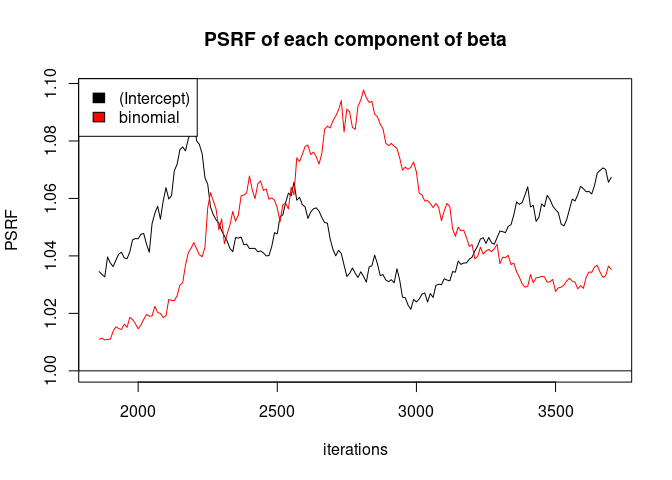 PSRF of each component of beta
(Intercept)
binomial
PSRF
1.10
1.08
1.06
1.04
1.02
1.00
2000 2500 3000 3500
iterations